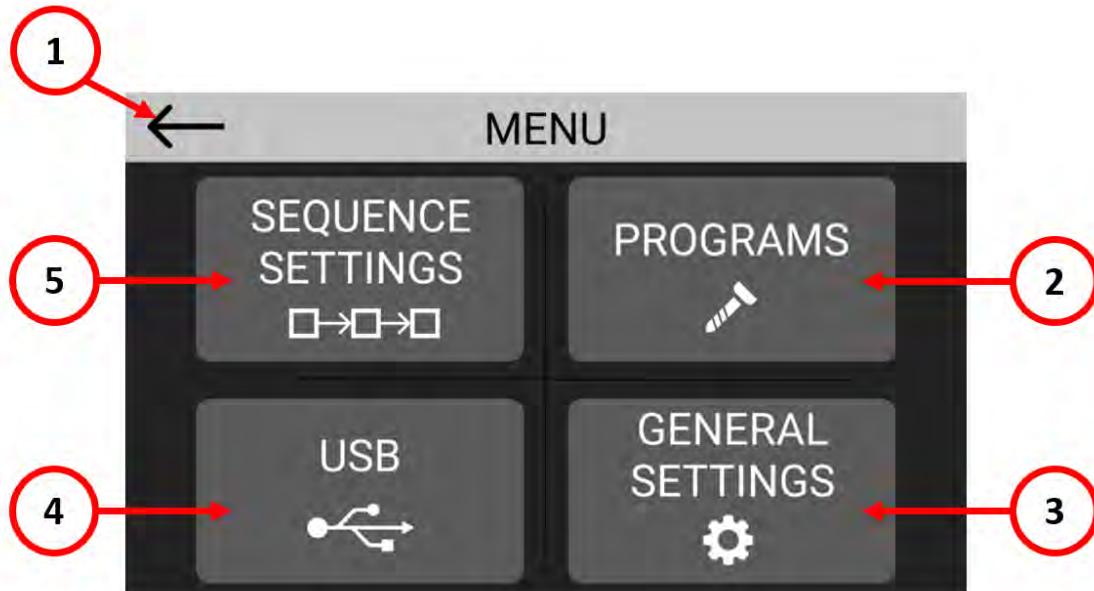 1
MENU
SEQUENCE
SETTINGS
PROGRAMS
5
2
USB
GENERAL
SETTINGS
4
3